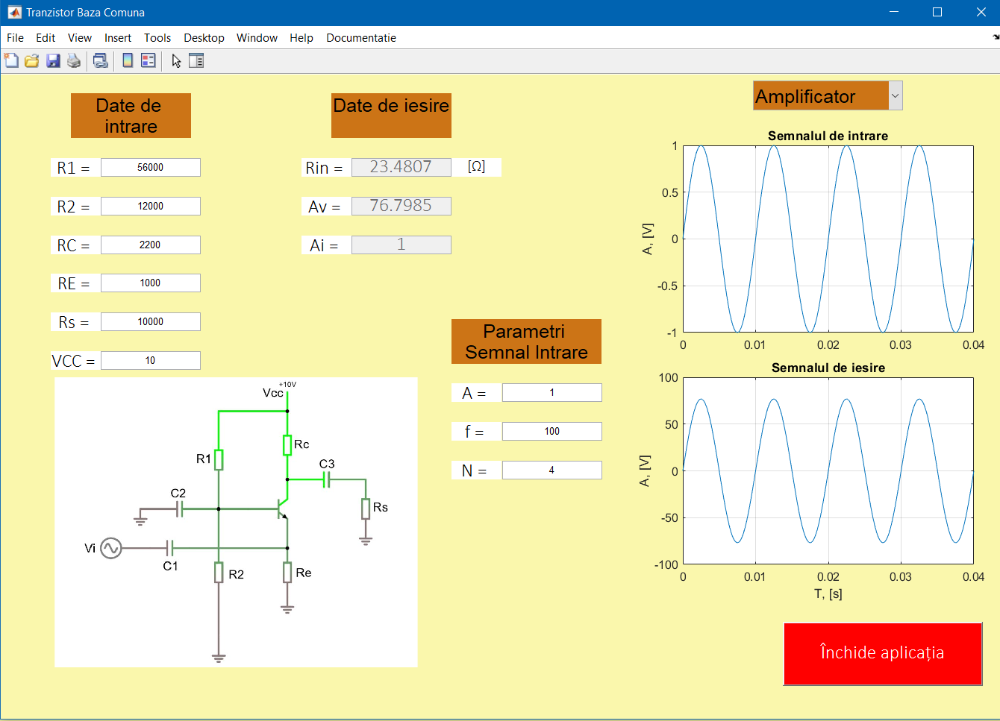 Tranzistor Baza Comuna
File Edit View Insert Tools Desktop Window Help Documentatie
Date de
intrare
R1 = 56000
R2 = 12000
RC = 2200
RE = 1000
Rs = 10000
VCC = 10
Date de iesire
Rin = 23.4807 [Ω]
Av = 76.7985
Ai = 1
Parametri
Semnal Intrare
A = 1
f = 100
N = 4
+10V
Vcc
Rc
R1
C3
C2
Rs
Vi
C1
R2
Re
Amplificator
Semnalul de intrare
A, [V]
1
0.5
0
-0.5
-1
0 0.01 0.02 0.03 0.04
Semnalul de iesire
A, [V]
100
50
0
-50
-100
0 0.01 0.02 0.03 0.04
T, [s]
Închide aplicația